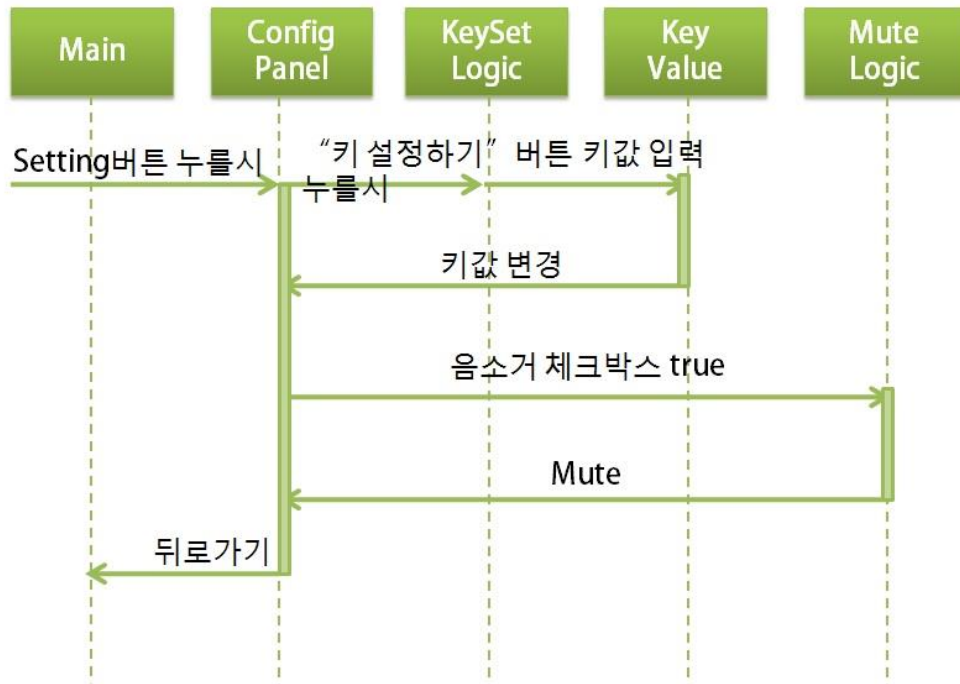 Main
Config
Panel
KeySet
Logic
Key
Value
Mute
Logic
Setting버튼 누를시
“키 설정하기” 버튼 키값 입력
누를시
키값 변경
음소거 체크박스 true
Mute
뒤로가기